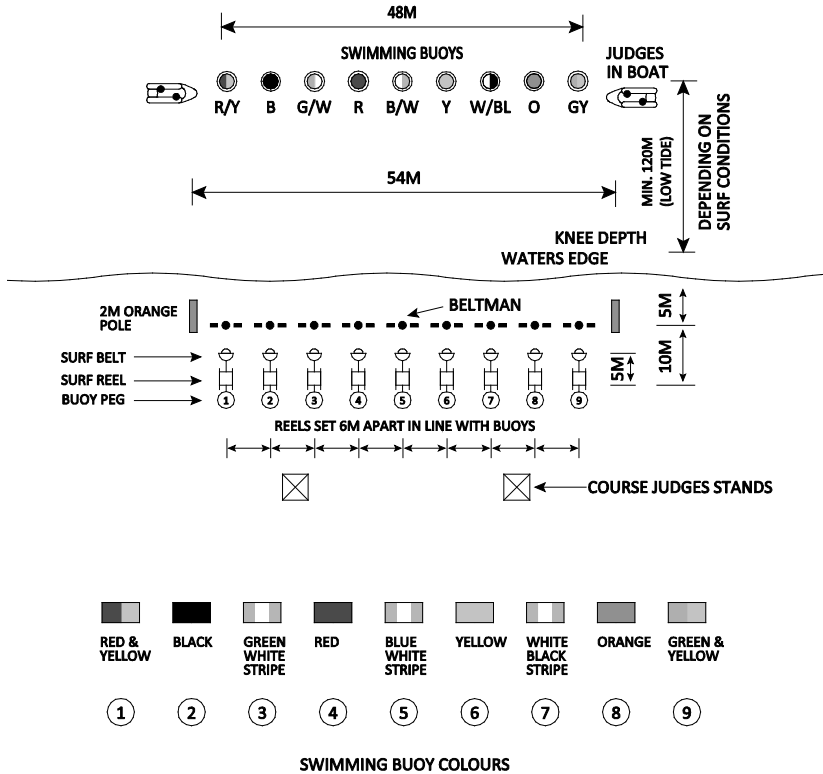 48M
SWIMMING BUOYS
JUDGES
IN BOAT
R/Y B G/W R B/W Y W/BL O GY
MIN. 120M
(LOW TIDE)
DEPENDING ON
SURF CONDITIONS
54M
KNEE DEPTH
WATERS EDGE
2M ORANGE
POLE
BELTMAN
5M
10M
SURF BELT
SURF REEL
5M
BUOY PEG
1 2 3 4 5 6 7 8 9
REELS SET 6M APART IN LINE WITH BUOYS
COURSE JUDGES STANDS
RED &
YELLOW
BLACK
GREEN
WHITE
STRIPE
RED
BLUE
WHITE
STRIPE
YELLOW
WHITE
BLACK
STRIPE
ORANGE
GREEN &
YELLOW
1 2 3 4 5 6 7 8 9
SWIMMING BUOY COLOURS